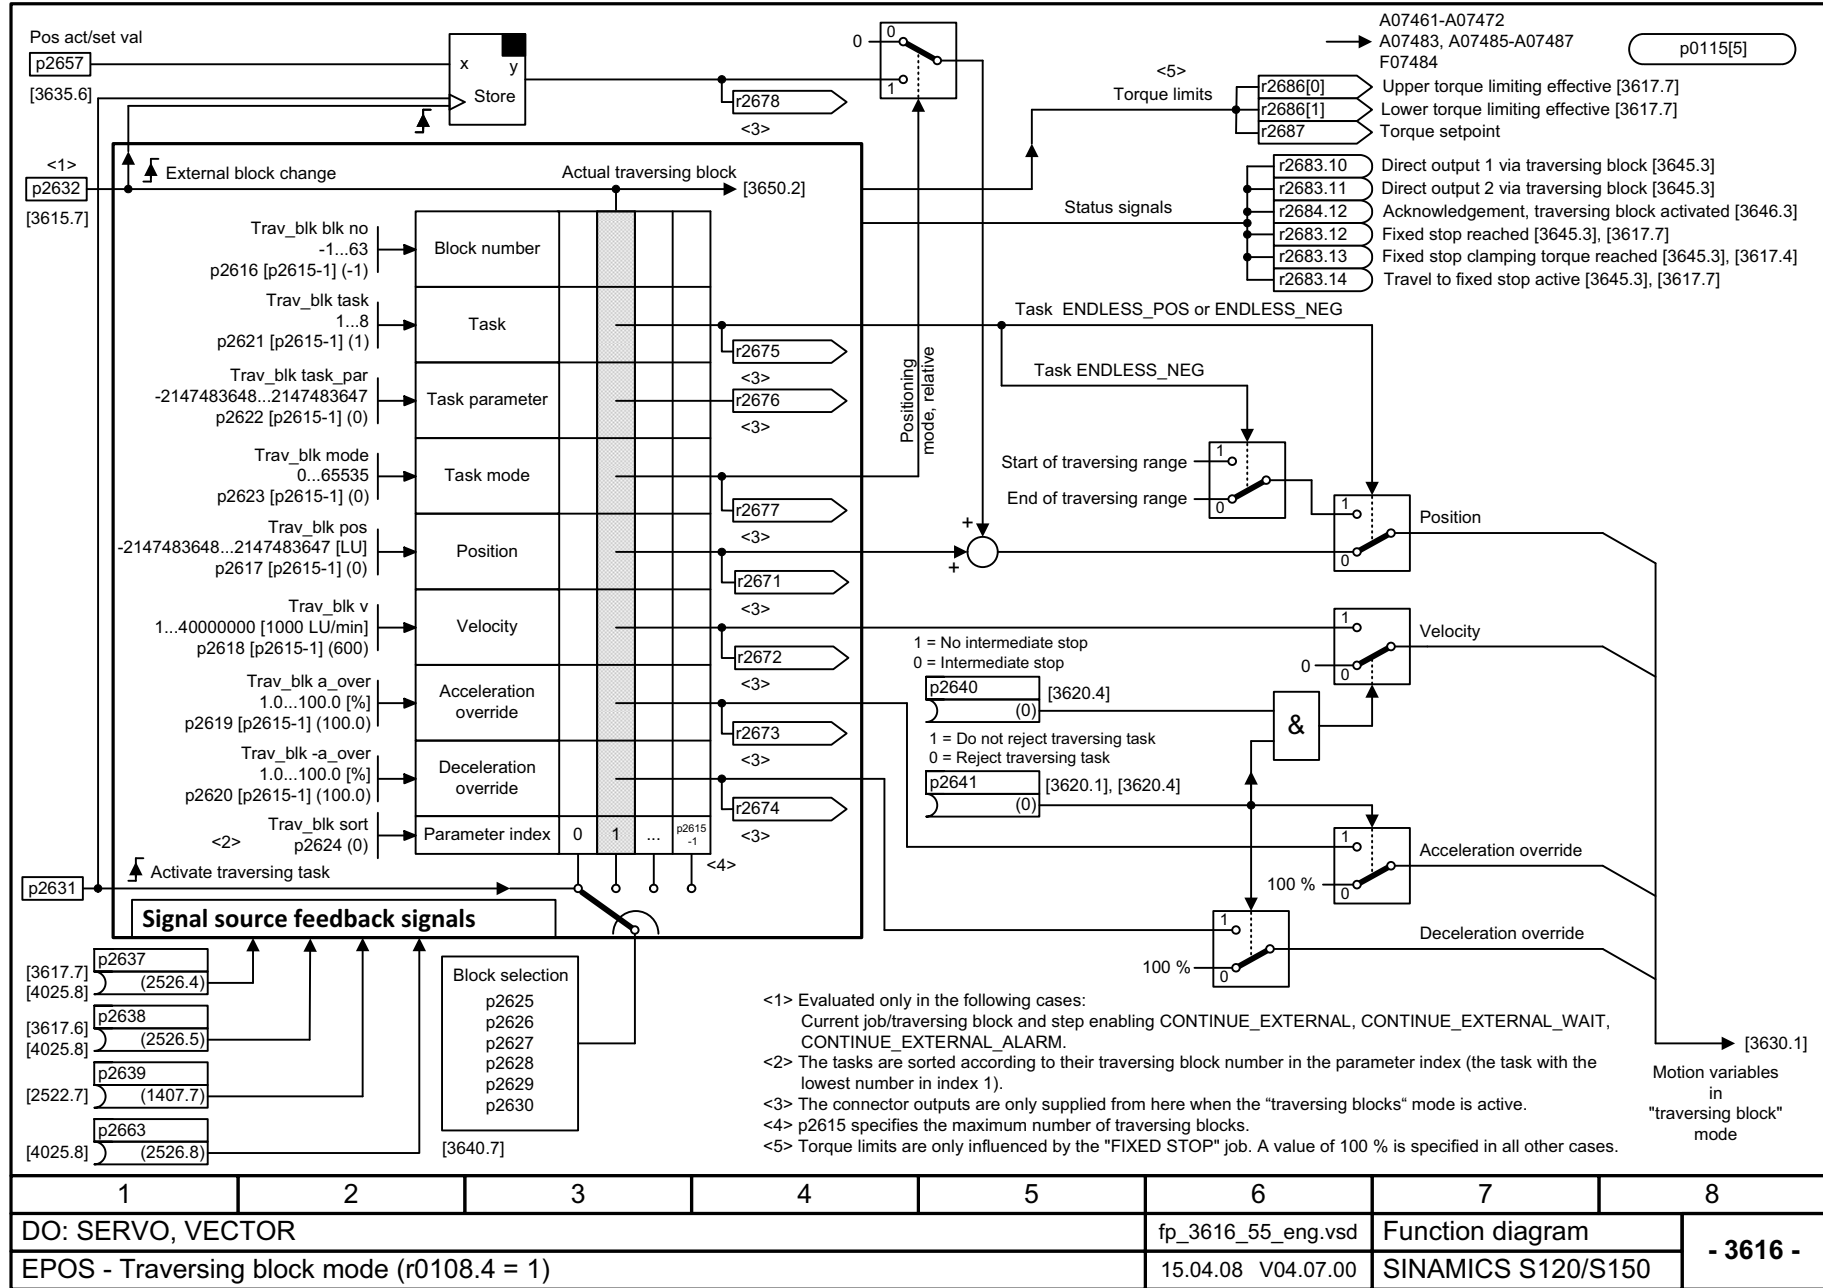 Pos act/set val
p2657
[3635.6]
x
y
Store
r2678
<3>
0
0
1
A07461-A07472
A07483, A07485-A07487
F07484
p0115[5]
<5>
Torque limits
r2686[0]
Upper torque limiting effective [3617.7]
r2686[1]
Lower torque limiting effective [3617.7]
r2687
Torque setpoint
<1>
p2632
[3615.7]
External block change
Actual traversing block
[3650.2]
Status signals
r2683.10
Direct output 1 via traversing block [3645.3]
r2683.11
Direct output 2 via traversing block [3645.3]
r2684.12
Acknowledgement, traversing block activated [3646.3]
r2683.12
Fixed stop reached [3645.3], [3617.7]
r2683.13
Fixed stop clamping torque reached [3645.3], [3617.4]
r2683.14
Travel to fixed stop active [3645.3], [3617.7]
Trav_blk blk no
-1...63
p2616 [p2615-1] (-1)
Block number
Trav_blk task
1...8
p2621 [p2615-1] (1)
Task
r2675
<3>
Task  ENDLESS_POS or ENDLESS_NEG
Task ENDLESS_NEG
Trav_blk task_par
-2147483648...2147483647
p2622 [p2615-1] (0)
Task parameter
r2676
<3>
Positioning
mode, relative
Trav_blk mode
0...65535
p2623 [p2615-1] (0)
Task mode
r2677
<3>
Start of traversing range
End of traversing range
1
0
Trav_blk pos
-2147483648...2147483647 [LU]
p2617 [p2615-1] (0)
Position
r2671
<3>
+
+
1
0
Position
Trav_blk v
1...40000000 [1000 LU/min]
p2618 [p2615-1] (600)
Velocity
r2672
<3>
1
0
0
Velocity
1 = No intermediate stop
0 = Intermediate stop
p2640
(0)
[3620.4]
&
Trav_blk a_over
1.0...100.0 [%]
p2619 [p2615-1] (100.0)
Acceleration
override
r2673
<3>
1 = Do not reject traversing task
0 = Reject traversing task
p2641
(0)
[3620.1], [3620.4]
Trav_blk -a_over
1.0...100.0 [%]
p2620 [p2615-1] (100.0)
Deceleration
override
r2674
<3>
1
100 %
0
Acceleration override
<2>
Trav_blk sort
p2624 (0)
Parameter index
0
1
...
p2615
-1
<4>
Activate traversing task
p2631
Signal source feedback signals
1
100 %
0
Deceleration override
[3617.7]
[4025.8]
p2637
(2526.4)
[3617.6]
[4025.8]
p2638
(2526.5)
[2522.7]
p2639
(1407.7)
[4025.8]
p2663
(2526.8)
Block selection
p2625
p2626
p2627
p2628
p2629
p2630
[3640.7]
<1> Evaluated only in the following cases:
Current job/traversing block and step enabling CONTINUE_EXTERNAL, CONTINUE_EXTERNAL_WAIT,
CONTINUE_EXTERNAL_ALARM.
<2> The tasks are sorted according to their traversing block number in the parameter index (the task with the
lowest number in index 1).
<3> The connector outputs are only supplied from here when the “traversing blocks“ mode is active.
<4> p2615 specifies the maximum number of traversing blocks.
<5> Torque limits are only influenced by the "FIXED STOP" job. A value of 100 % is specified in all other cases.
[3630.1]
Motion variables
in
"traversing block"
mode
1
2
3
4
5
6
7
8
DO: SERVO, VECTOR
fp_3616_55_eng.vsd
Function diagram
- 3616 -
EPOS - Traversing block mode (r0108.4 = 1)
15.04.08  V04.07.00
SINAMICS S120/S150